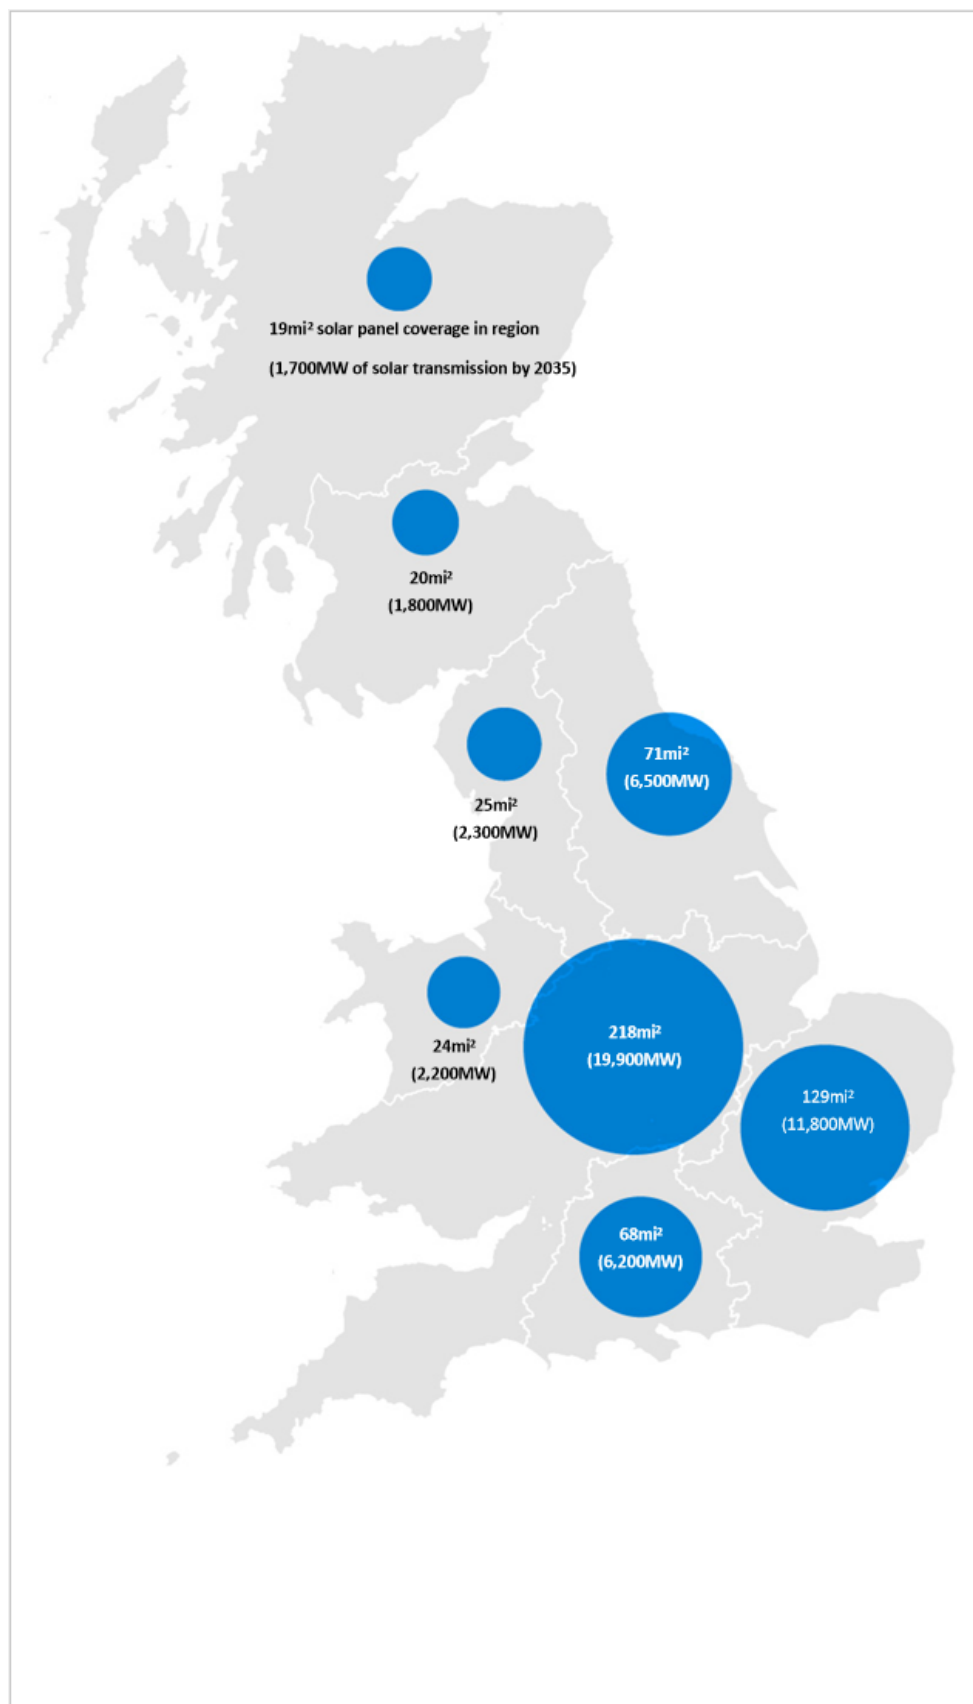 19mi² solar panel coverage in region
(1,700MW of solar transmission by 2035)
20mi²
(1,800MW)
25mi²
(2,300MW)
71mi²
(6,500MW)
24mi²
(2,200MW)
218mi²
(19,900MW)
129mi²
(11,800MW)
68mi²
(6,200MW)